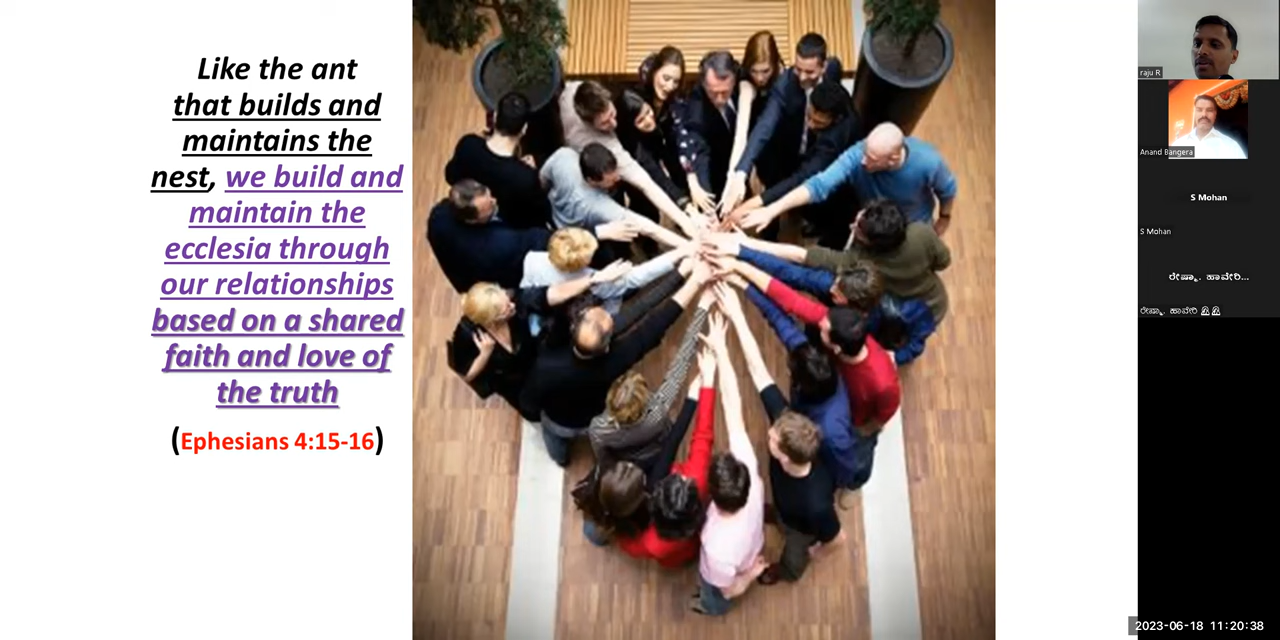 Like the ant
that builds and
maintains the
nest, we build and
maintain the
ecclesia through
our relationships
based on a shared
faith and love of
the truth
(Ephesians 4:15-16)
raju R
Anand Bangera
S Mohan
S Mohan
ರೇಷ್ಮಾ. ಹಾವೇರಿ...
ರೇಷ್ಮಾ. ಹಾವೇರಿ
2023-06-18 11:20:38